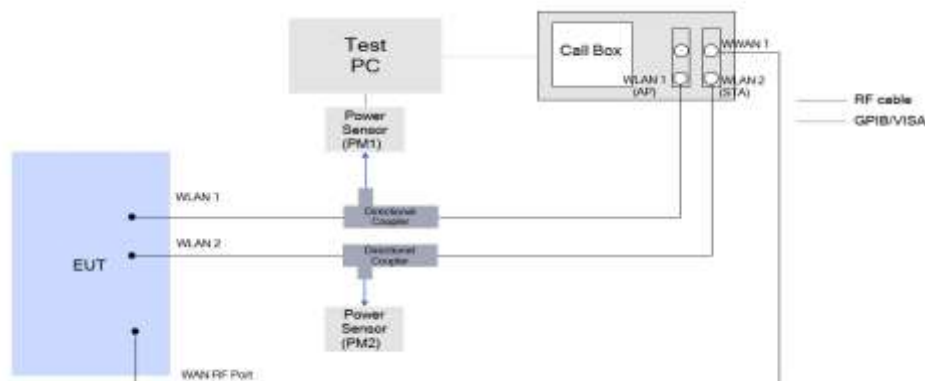 Test
PC
Call Box
WWAN 1
WLAN 1
(AP)
WLAN 2
(STA)
RF cable
GPIB/VISA
Power
Sensor
(PM1)
WLAN 1
Directional
Coupler
WLAN 2
Directional
Coupler
EUT
Power
Sensor
(PM2)
WAN RF Port